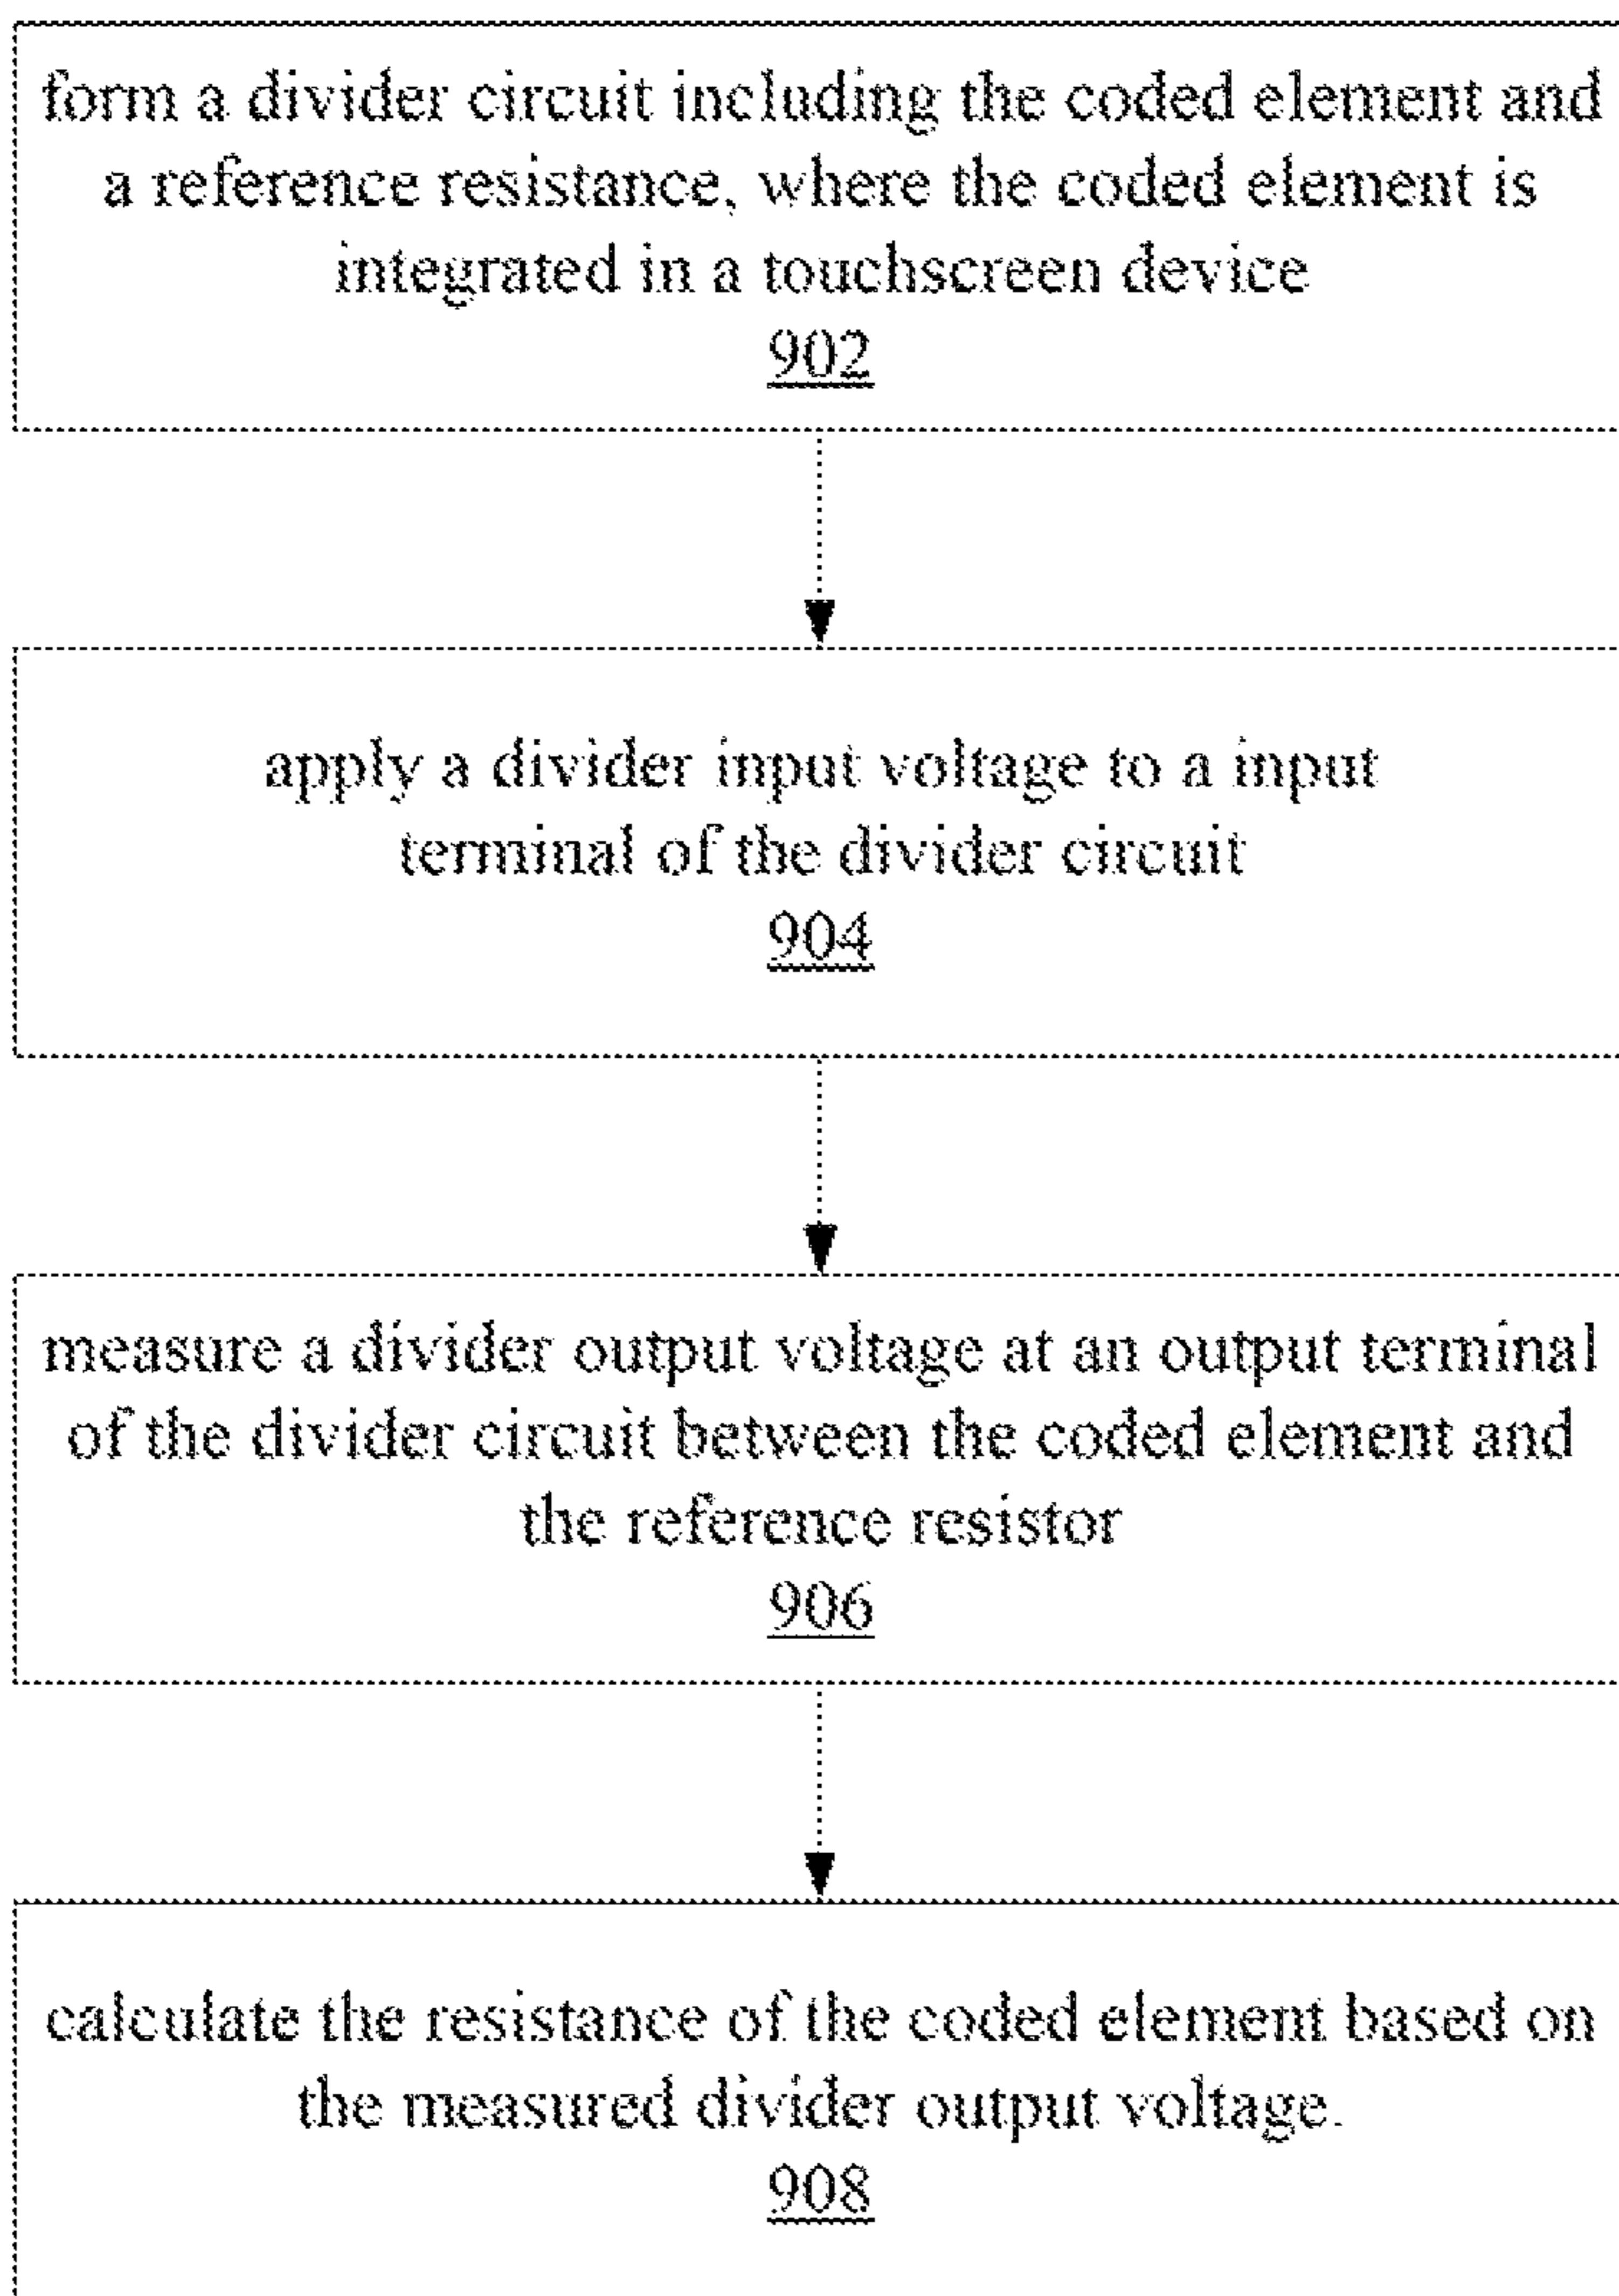 form a divider circuit including the coded element and
a reference resistance, where the coded element is
integrated in a touchscreen device
902
apply a divider input voltage to a input
terminal of the divider circuit
904
measure a divider output voltage at an output terminal
of the divider circuit between the coded element and
the reference resistor
906
calculate the resistance of the coded element based on
the measured divider output voltage.
908